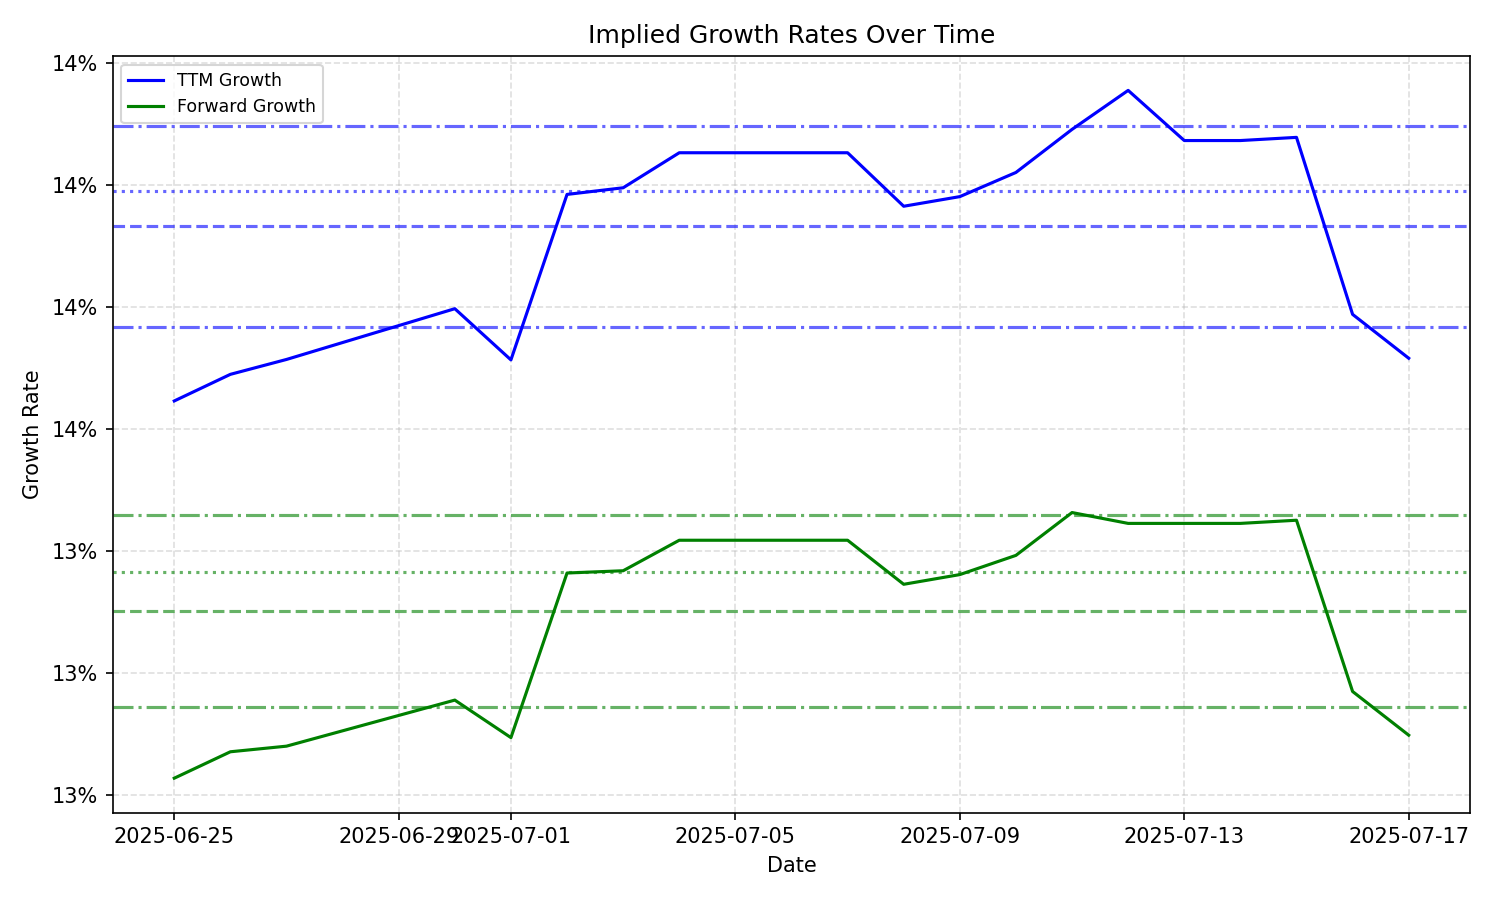 Implied Growth Rates Over Time
TTM Growth
Forward Growth
14%
14%
14%
14%
13%
13%
13%
Growth Rate
2025-06-25
2025-06-29
2025-07-01
2025-07-05
2025-07-09
2025-07-13
2025-07-17
Date